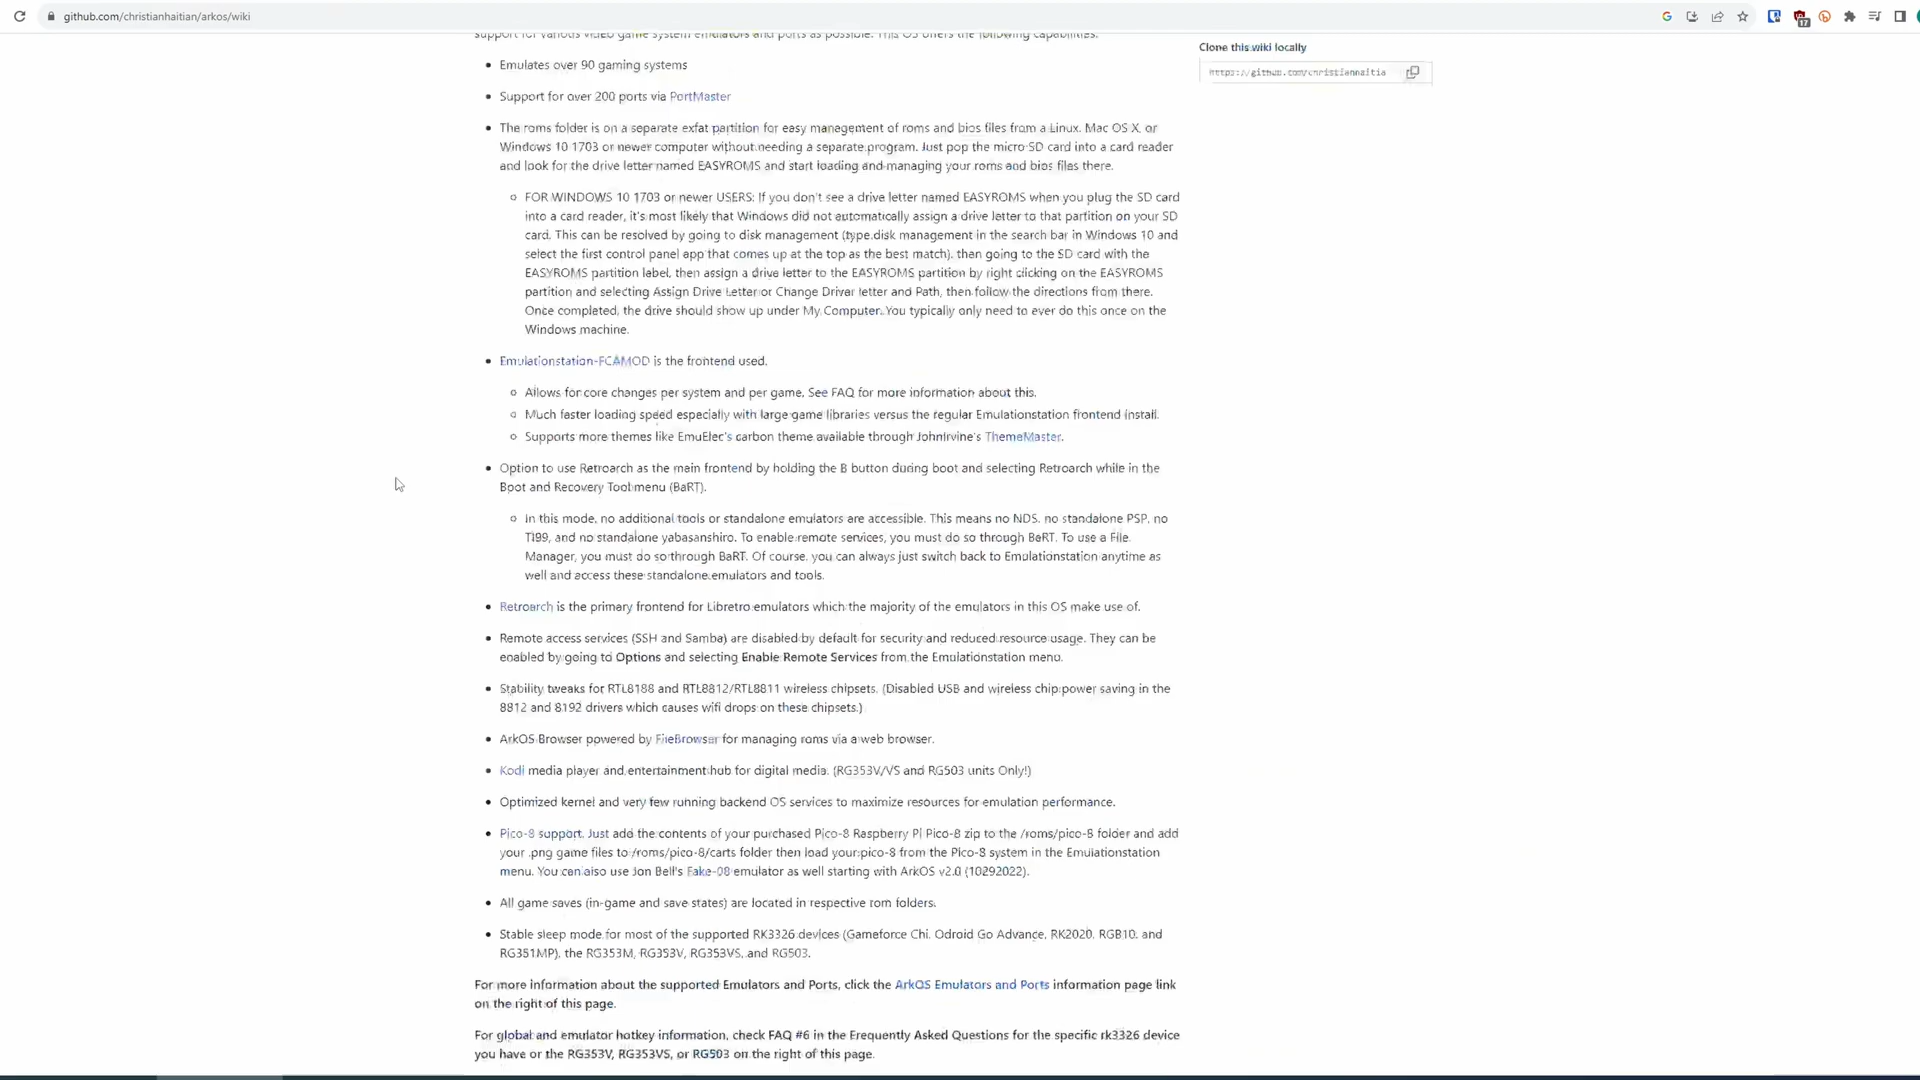 github.com/christianhaitian/arkos/wiki
17
support for various video game system emulators and ports as possible. This OS offers the following capabilities:
Clone this wiki locally
Emulates over 90 gaming systems
https://github.com/christianhaitia
Support for over 200 ports via PortMaster
The roms folder is on a separate exfat partition for easy management of roms and bios files from a Linux, Mac OS X, or
Windows 10 1703 or newer computer without needing a separate program. Just pop the micro SD card into a card reader
and look for the drive letter named EASYROMS and start loading and managing your roms and bios files there.
FOR WINDOWS 10 1703 or newer USERS: If you don't see a drive letter named EASYROMS when you plug the SD card
into a card reader, it's most likely that Windows did not automatically assign a drive letter to that partition on your SD
card. This can be resolved by going to disk management (type disk management in the search bar in Windows 10 and
select the first control panel app that comes up at the top as the best match), then going to the SD card with the
EASYROMS partition label, then assign a drive letter to the EASYROMS partition by right clicking on the EASYROMS
partition and selecting Assign Drive Letter or Change Driver letter and Path, then follow the directions from there.
Once completed, the drive should show up under My Computer. You typically only need to ever do this once on the
Windows machine.
Emulationstation-FCAMOD is the frontend used.
Allows for core changes per system and per game. See FAQ for more information about this.
Much faster loading speed especially with large game libraries versus the regular Emulationstation frontend install.
Supports more themes like EmuElec's carbon theme available through JohnIrvine's ThemeMaster.
Option to use Retroarch as the main frontend by holding the B button during boot and selecting Retroarch while in the
Boot and Recovery Tools menu (BaRT).
In this mode, no additional tools or standalone emulators are accessible. This means no NDS, no standalone PSP, no
TI99, and no standalone yabasanshiro. To enable remote services, you must do so through BaRT. To use a File
Manager, you must do so through BaRT. Of course, you can always just switch back to Emulationstation anytime as
well and access these standalone emulators and tools.
Retroarch is the primary frontend for Libretro emulators which the majority of the emulators in this OS make use of.
Remote access services (SSH and Samba) are disabled by default for security and reduced resource usage. They can be
enabled by going to Options and selecting Enable Remote Services from the Emulationstation menu.
Stability tweaks for RTL8188 and RTL8812/RTL8811 wireless chipsets. (Disabled USB and wireless chip power saving in the
8812 and 8192 drivers which causes wifi drops on these chipsets.)
ArkOS Browser powered by FileBrowser for managing roms via a web browser.
Kodi media player and entertainment hub for digital media. (RG353V/VS and RG503 units Only!)
Optimized kernel and very few running backend OS services to maximize resources for emulation performance.
Pico-8 support. Just add the contents of your purchased Pico-8 Raspberry Pi Pico-8 zip to the /roms/pico-8 folder and add
your .png game files to /roms/pico-8/carts folder then load your pico-8 from the Pico-8 system in the Emulationstation
menu. You can also use Jon Bell's Fake-08 emulator as well starting with ArkOS v2.0 (10292022).
All game saves (in-game and save states) are located in respective rom folders.
Stable sleep mode for most of the supported RK3326 devices (Gameforce Chi, Odroid Go Advance, RK2020, RGB10, and
RG351MP), the RG353M, RG353V, RG353VS, and RG503.
For more information about the supported Emulators and Ports, click the ArkOS Emulators and Ports information page link
on the right of this page.
For global and emulator hotkey information, check FAQ #6 in the Frequently Asked Questions for the specific rk3326 device
you have or the RG353V, RG353VS, or RG503 on the right of this page.